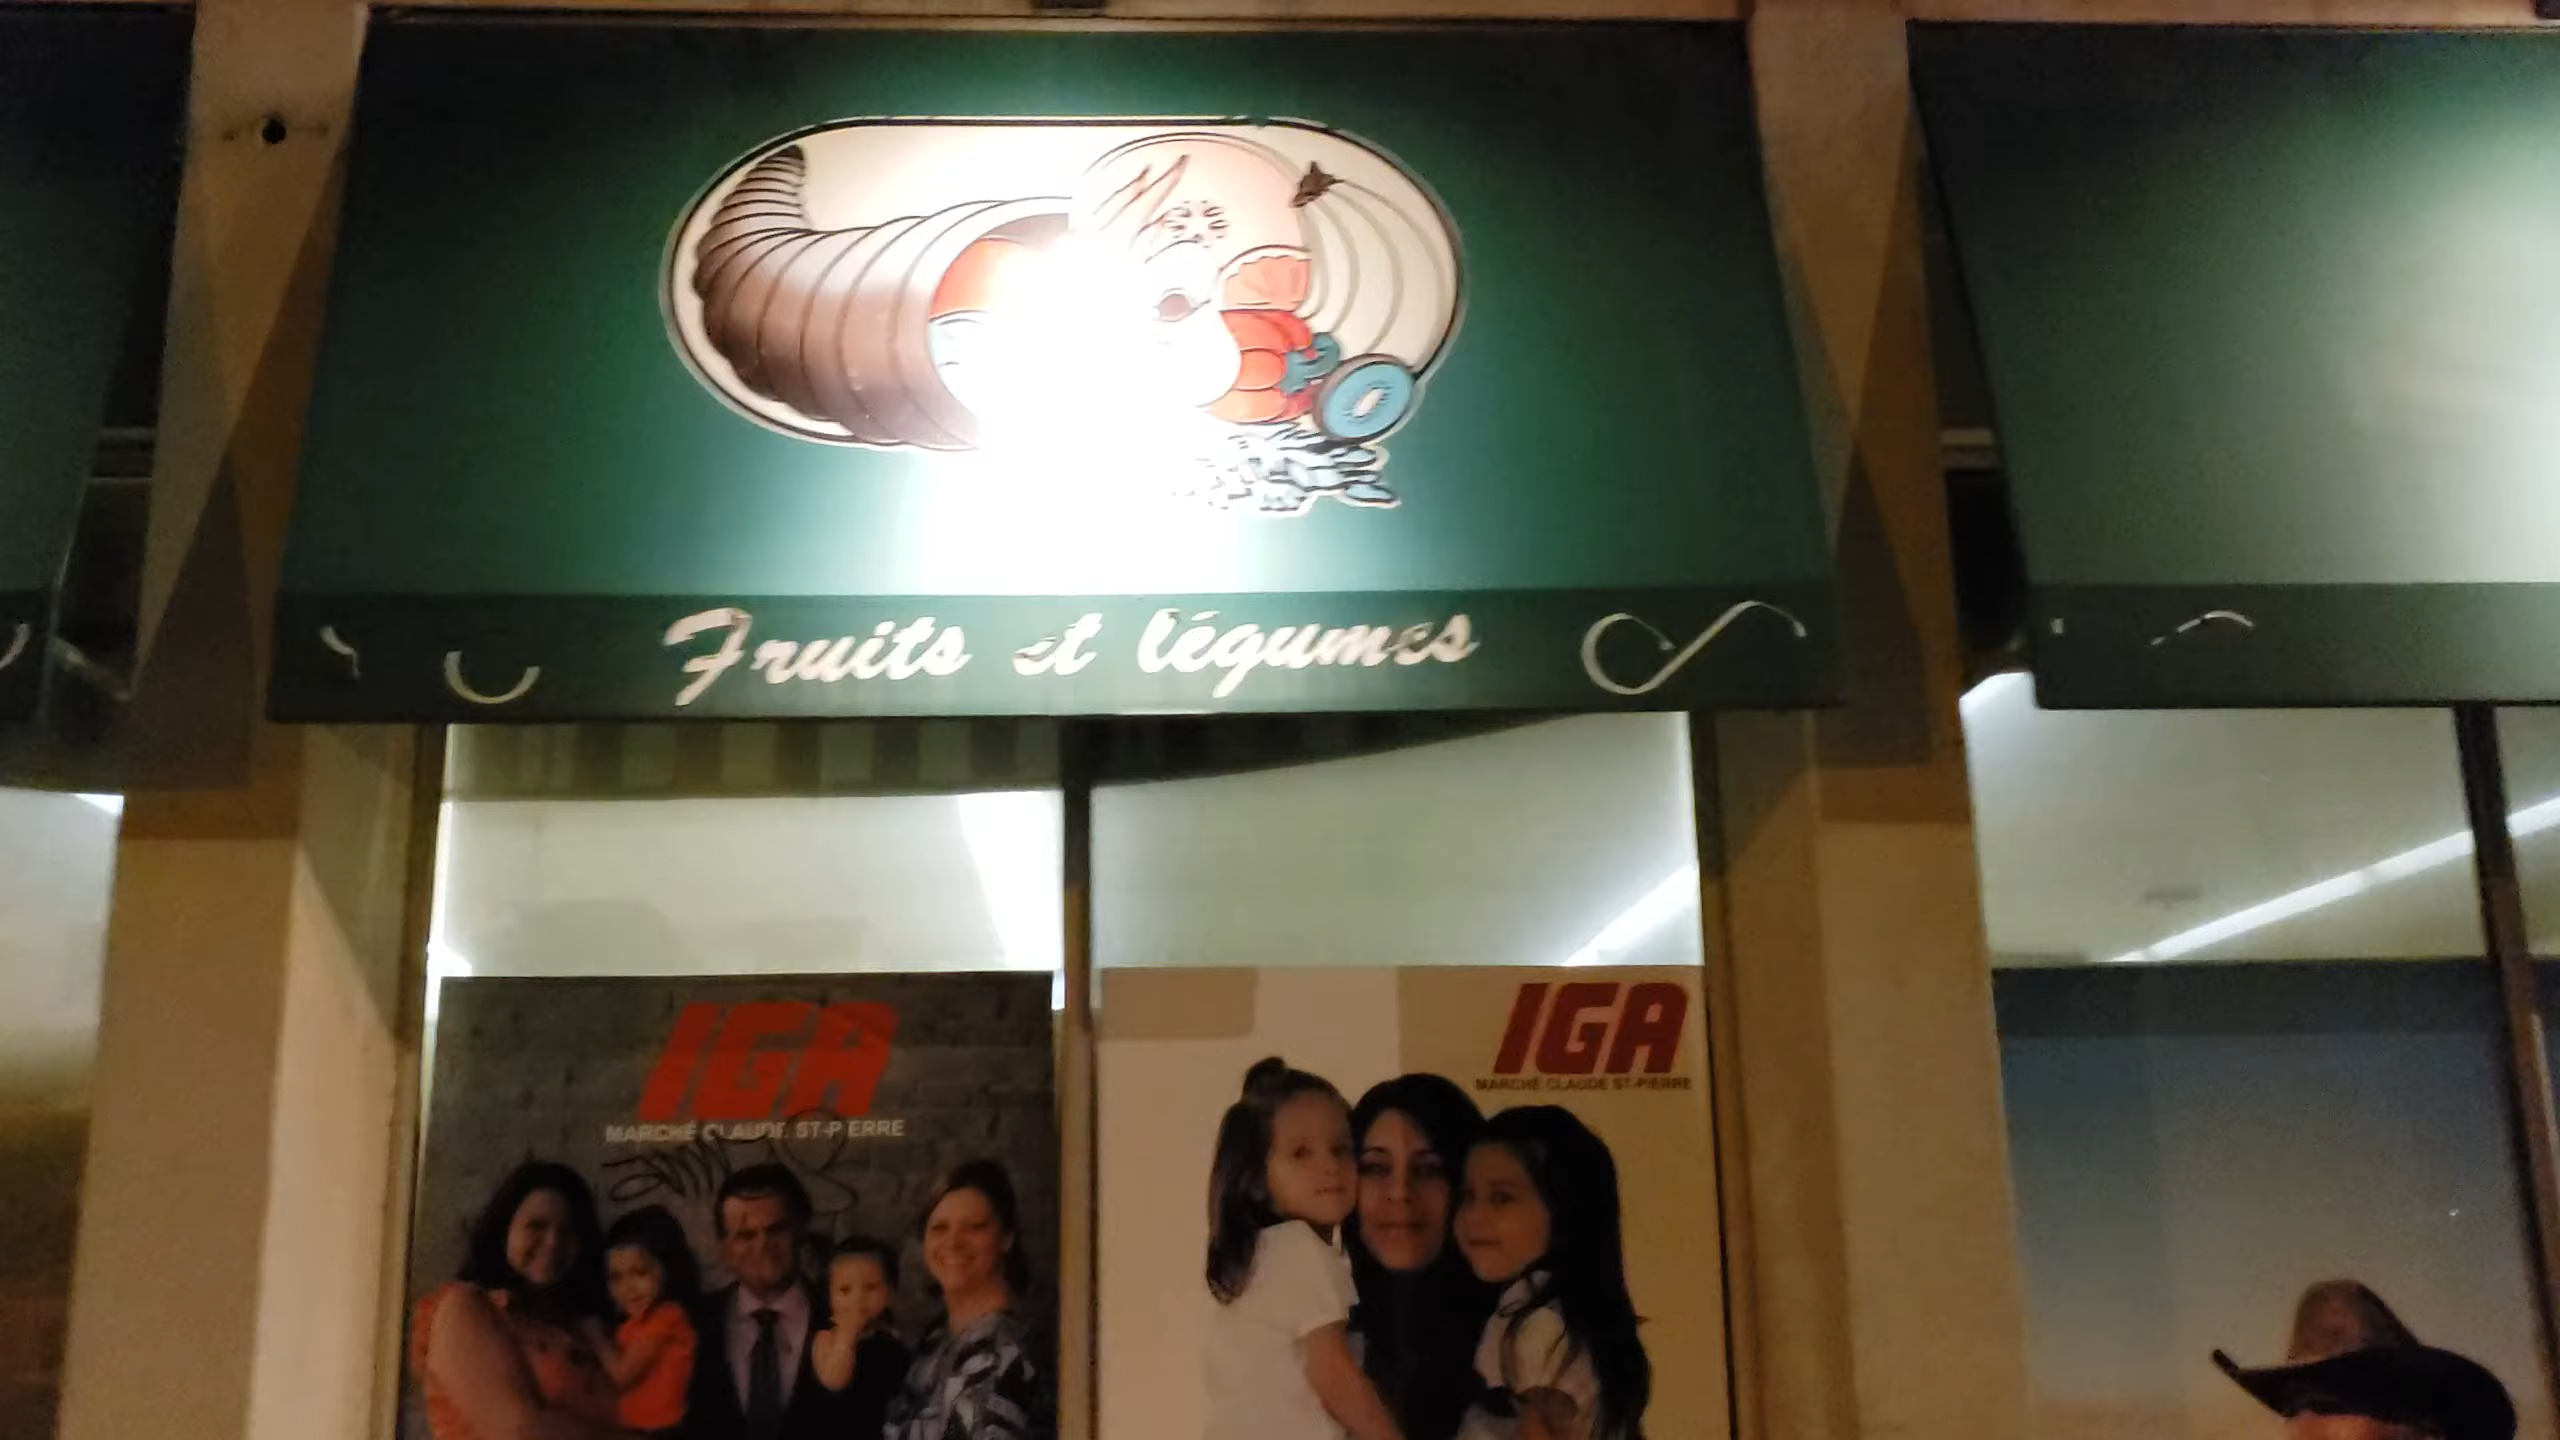 Fruits et légumes
IGA
MARCHÉ CLAUDE ST-PIERRE
IGA
MARCHÉ CLAUDE ST-PIERRE